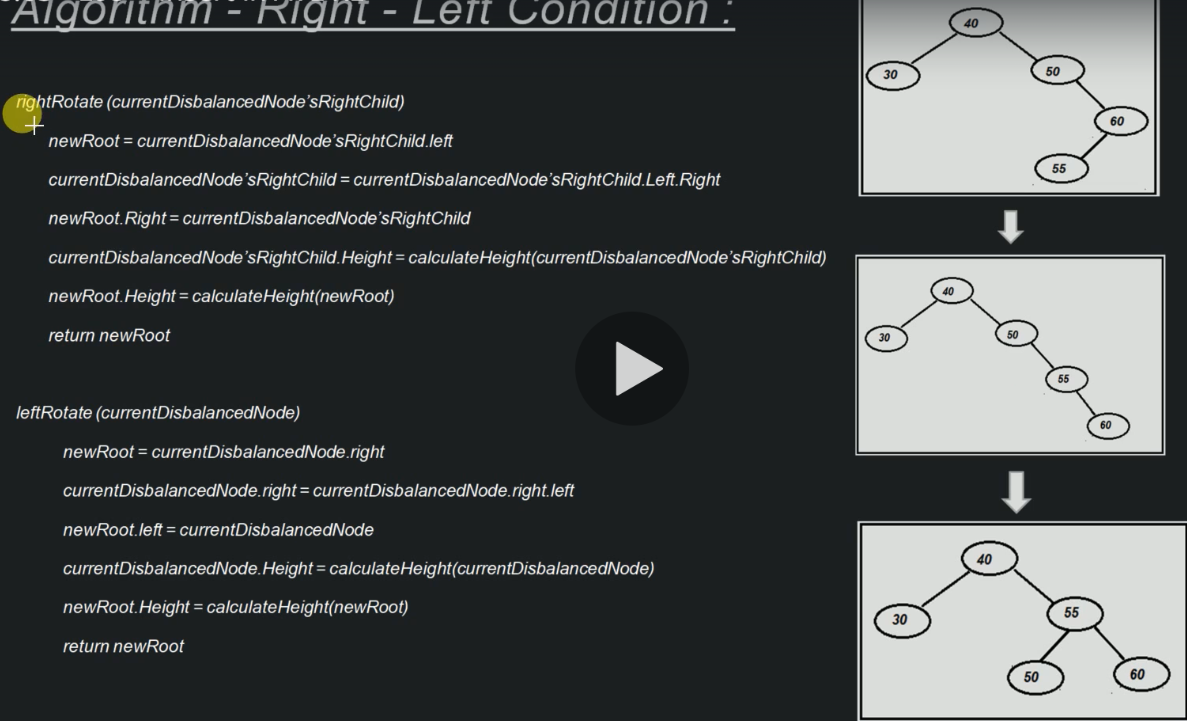 Algorithm - Right - Left Condition :
rightRotate (currentDisbalancedNode'sRightChild)
newRoot = currentDisbalancedNode'sRightChild.left
currentDisbalancedNode'sRightChild = currentDisbalancedNode'sRightChild.Left.Right
newRoot.Right = currentDisbalancedNode'sRightChild
currentDisbalancedNode'sRightChild.Height = calculateHeight(currentDisbalancedNode'sRightChild)
newRoot.Height = calculateHeight(newRoot)
return newRoot
leftRotate (currentDisbalancedNode)
newRoot = currentDisbalancedNode.right
currentDisbalancedNode.right = currentDisbalancedNode.right.left
newRoot.left = currentDisbalancedNode
currentDisbalancedNode.Height = calculateHeight(currentDisbalancedNode)
newRoot.Height = calculateHeight(newRoot)
return newRoot
40
30 50
60
55
40
30 50
55
60
40
30 55
50 60